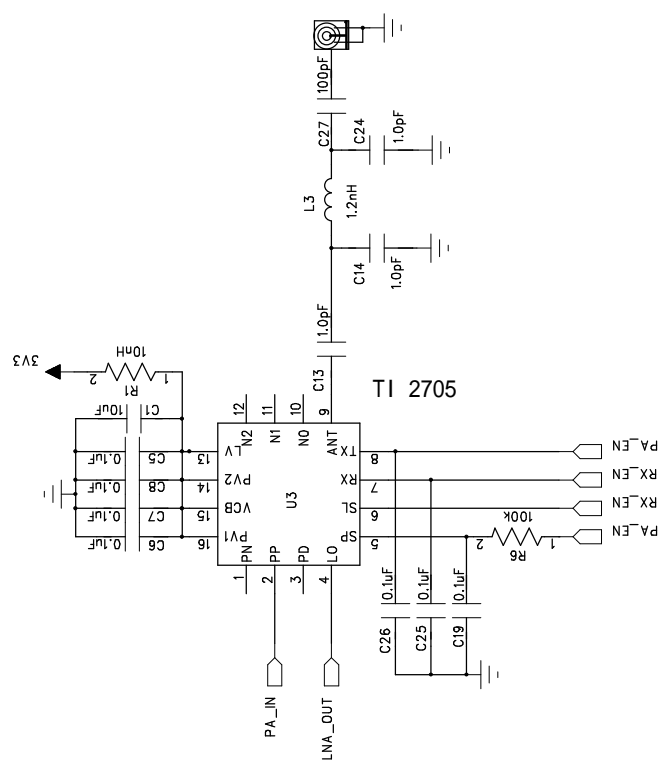 100pF
C27
C24
1.0pF
L3
1.2nH
C14
1.0pF
1.0pF
C13
TI 2705
3V3
2
10nH
R1
1
10uF
C1
0.1uF
C5
0.1uF
C8
0.1uF
C7
0.1uF
C6
12
11
10
9
N2
N1
N0
ANT
13
LV
14
PV2
15
VCB
16
PV1
U3
TX
8
RX
7
SL
6
SP
5
PN
PP
PD
LO
1
2
3
4
PA_EN
RX_EN
RX_EN
PA_EN
100k
2
R6
1
0.1uF
0.1uF
0.1uF
C26
C25
C19
PA_IN
LNA_OUT